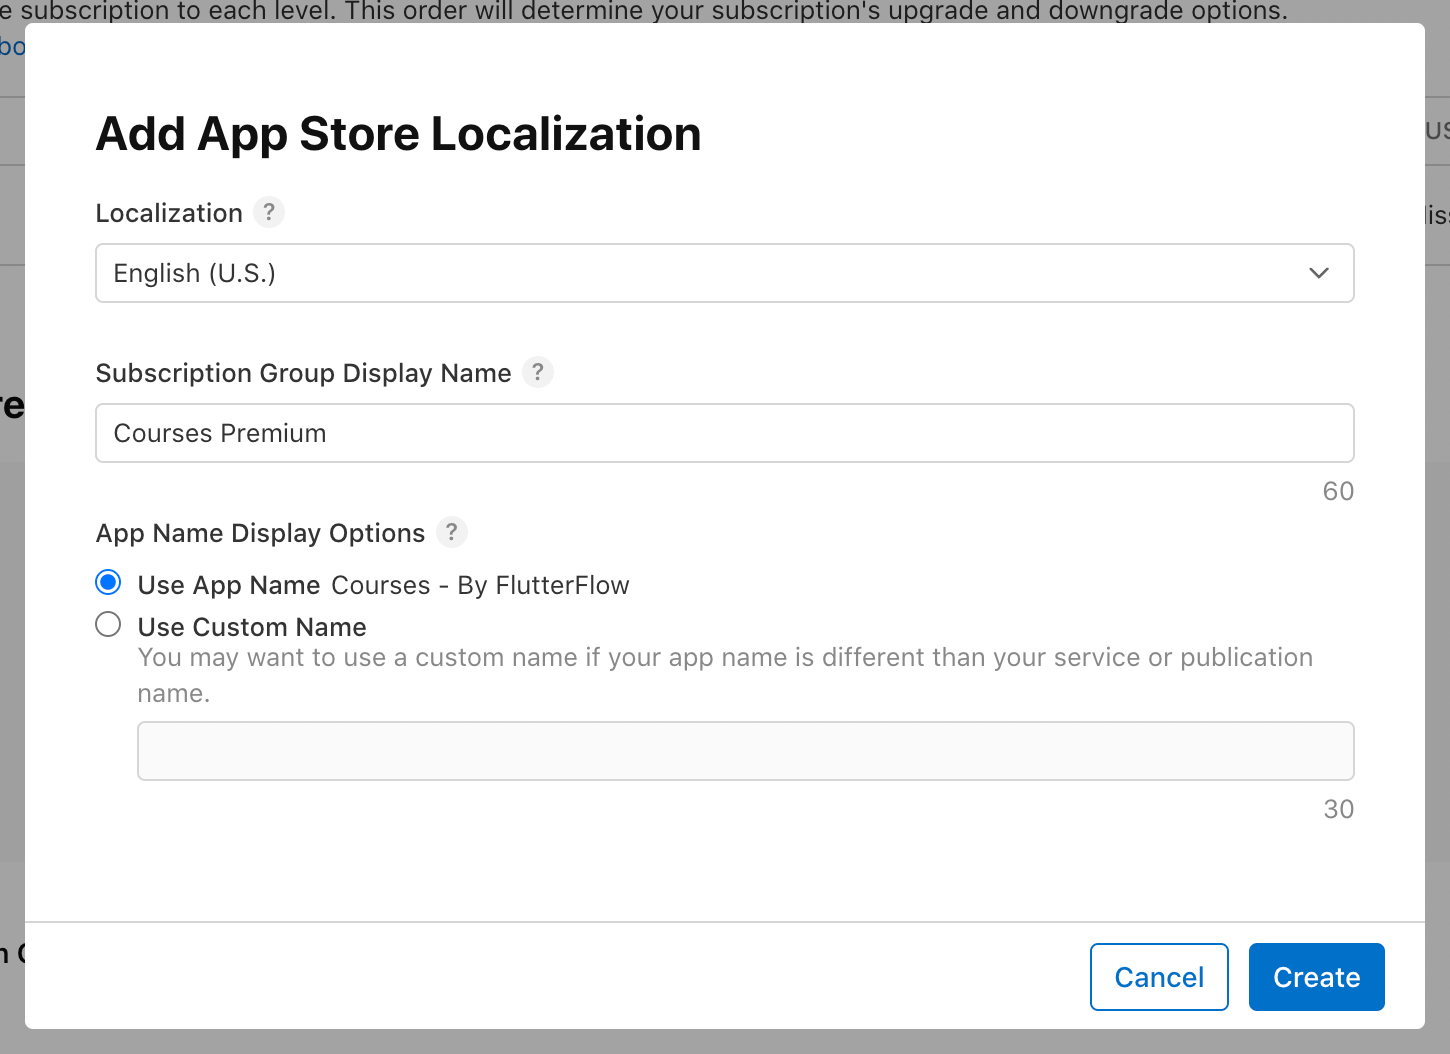 e subscription to each level. This order will determine your subscription's upgrade and downgrade options.
bo
Add App Store Localization
US
Localization ?
English (U.S.)
Subscription Group Display Name ?
re
Courses Premium
60
App Name Display Options ?
Use App Name Courses - By FlutterFlow
Use Custom Name
You may want to use a custom name if your app name is different than your service or publication
name.
30
Cancel
Create